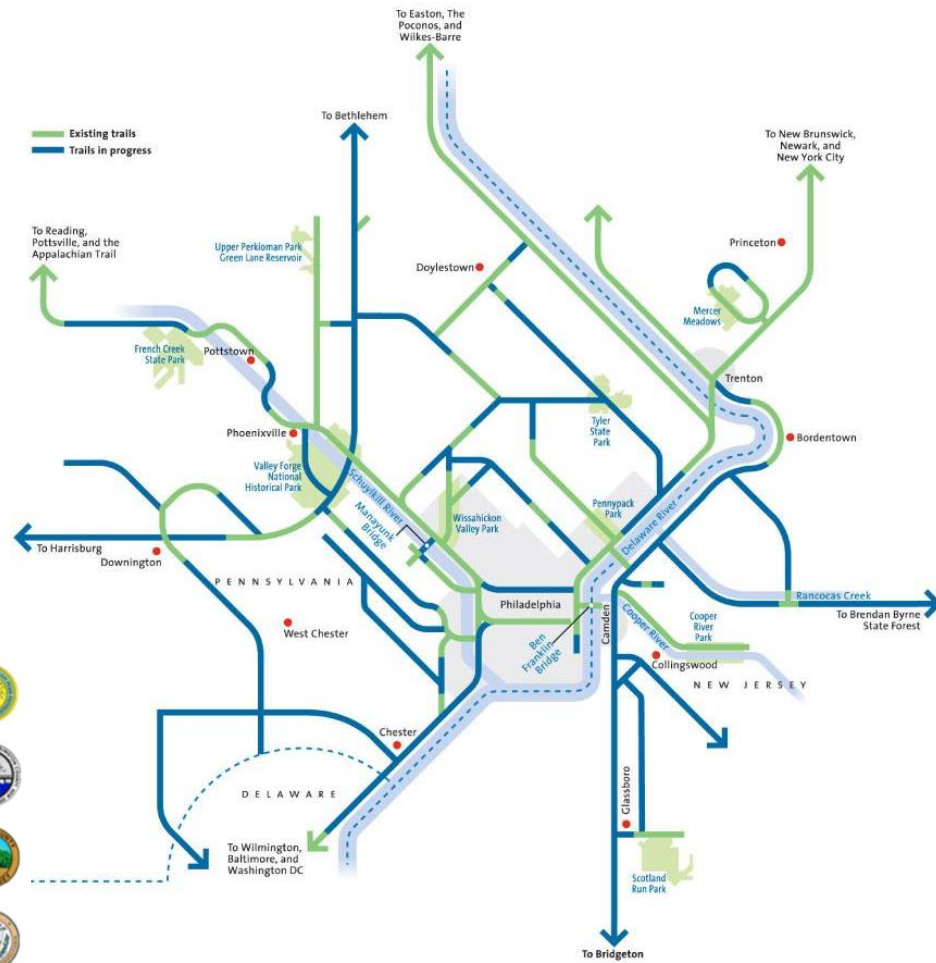 To Easton, The
Poconos, and
Wilkes-Barre
Existing trails
Trails in progress
To Bethlehem
To New Brunswick,
Newark, and
New York City
To Reading,
Pottsville, and the
Appalachian Trail
Upper Perkioman Park
Green Lane Reservoir
Doylestown
Princeton
Mercer
Meadows
French Creek
State Park
Pottstown
Trenton
Tyler
State
Park
Phoenixville
Bordentown
Valley Forge
National
Historical Park
Schuylkill River
Manayunk
Bridge
Wissahickon
Valley Park
Pennypack
Park
Delaware River
To Harrisburg
Downington
PENNSYLVANIA
Philadelphia
Rancocas Creek
To Brendan Byrne
State Forest
West Chester
Ben
Franklin
Bridge
Camden
Cooper River
Cooper
River
Park
Collingswood
NEW JERSEY
Chester
DELAWARE
Glassboro
To Wilmington,
Baltimore, and
Washington DC
Scotland
Run Park
To Bridgeton